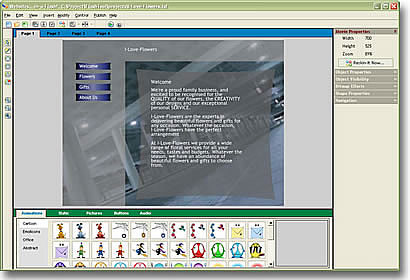 File Edit Insert Modify Control Window Help
Page 1 Page 2 Page 3 Page 4
I-Love-Flowers
Welcome
Flowers
Gifts
About Us
Welcome
We're a proud family business, and
excited to be recognised for the
QUALITY of our flowers, the CREATIVITY
of our designs and our exceptional
personal SERVICE.
I-Love-Flowers are the experts in
delivering beautiful flowers and gifts for
any occasion. Whatever the occasion,
I-Love-Flowers have the perfect
arrangement
At I-Love-Flowers we provide a wide
range of floral services for all your
needs, tastes and budgets. Whatever the
season, we have an abundance of
beautiful flowers and gifts to choose
from.
Movie Properties
Width 700
Height 525
Zoom 89%
Publish It Now...
Object Properties
Object Visibility
Bitmap Effects
Shape Properties
Navigation
Animations Static Pictures Buttons Audio
Cartoon
Emoticons
Office
Abstract